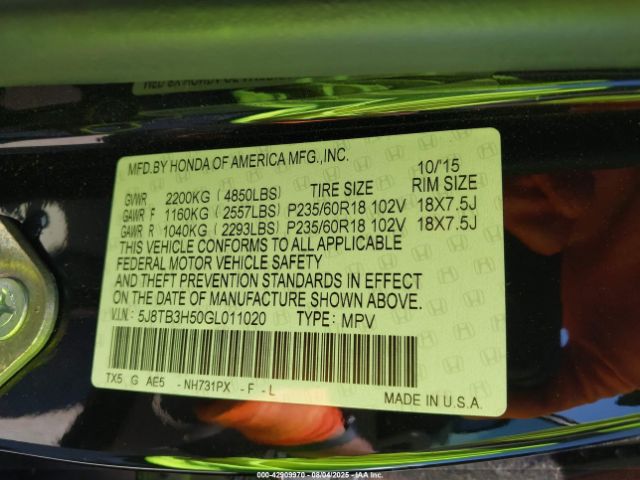 MFD.BY HONDA OF AMERICA MFG.,INC. 10/'15
GVWR 2200KG (4850LBS) TIRE SIZE RIM SIZE
GAWR F 1160KG (2557LBS) P235/60R18 102V 18X7.5J
GAWR R 1040KG (2293LBS) P235/60R18 102V 18X7.5J
THIS VEHICLE CONFORMS TO ALL APPLICABLE
FEDERAL MOTOR VEHICLE SAFETY
AND THEFT PREVENTION STANDARDS IN EFFECT
ON THE DATE OF MANUFACTURE SHOWN ABOVE.
V.I.N.: 5J8TB3H50GL011020 TYPE: MPV
TX5 G AE5 -NH731PX -F -L
MADE IN U.S.A
000-42909970 - 08/04/2025 - IAAI.com